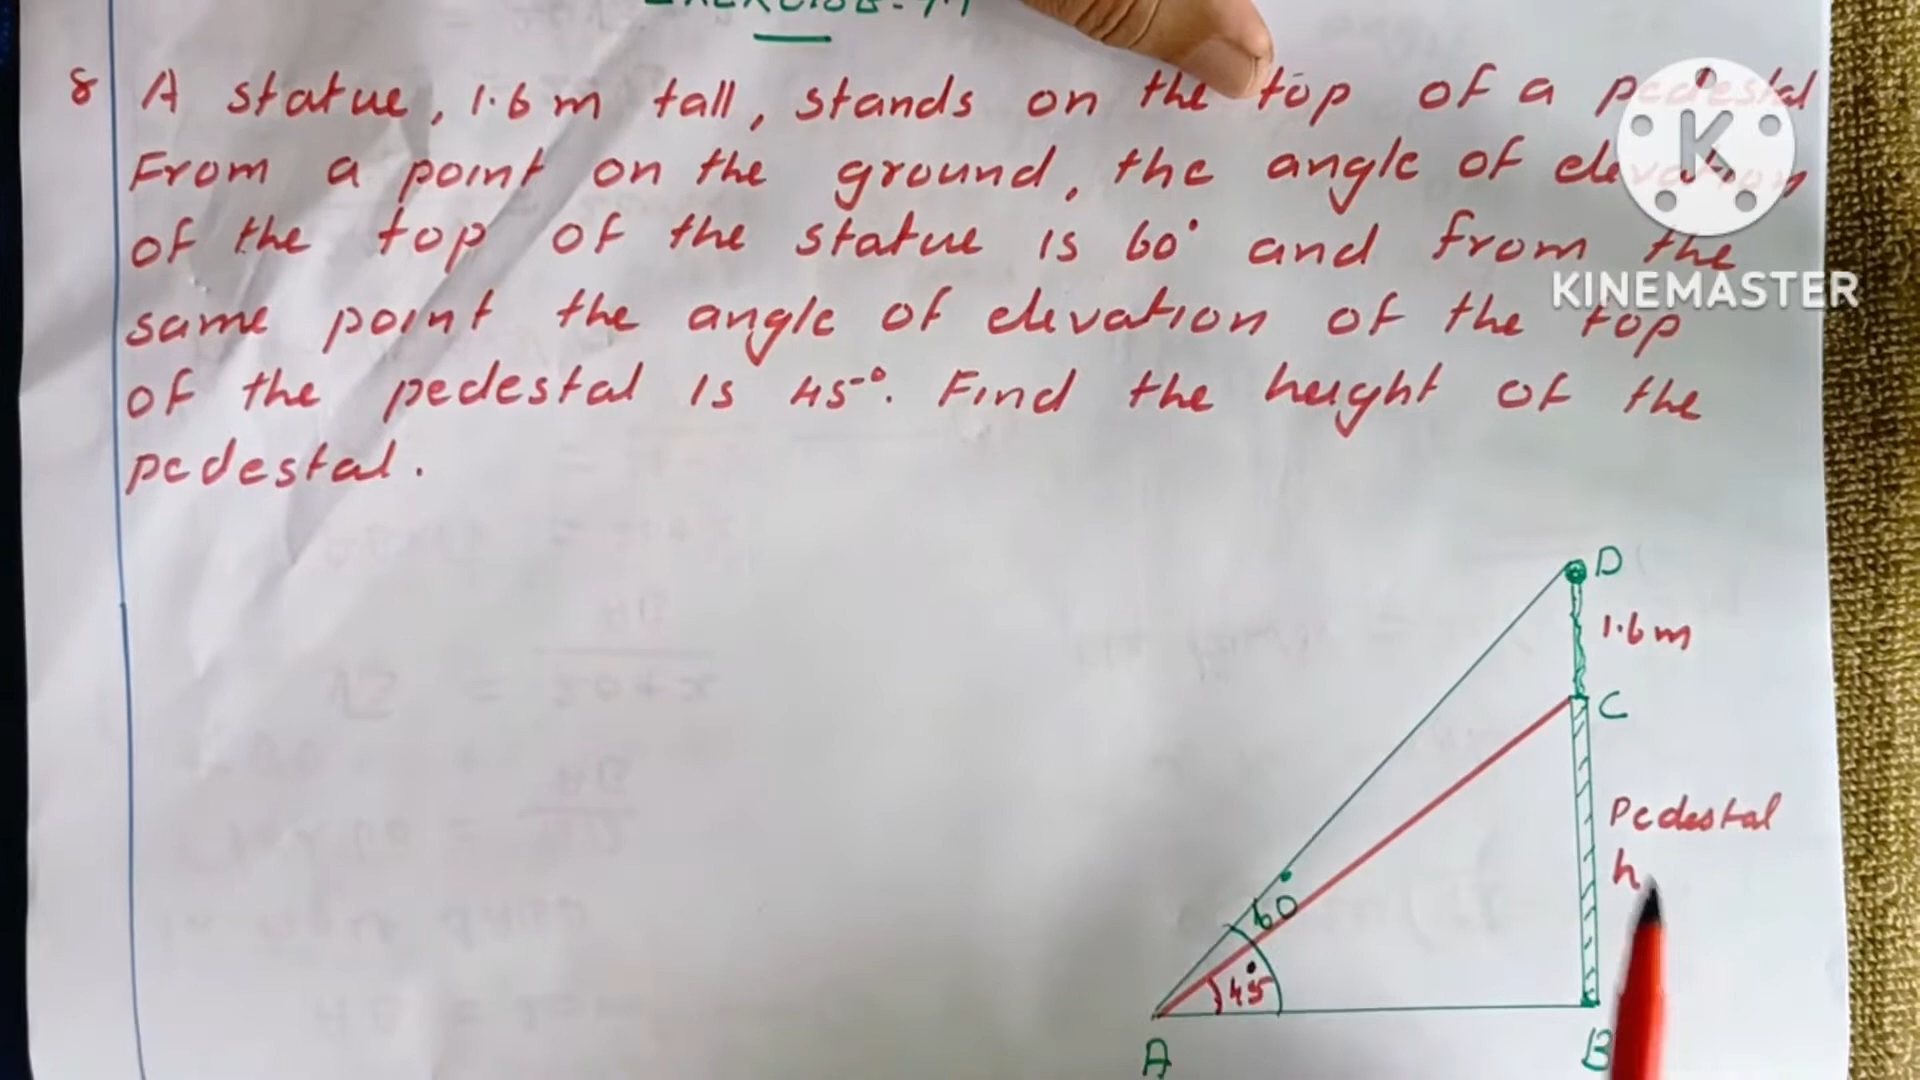 8 A statue, 1.6 m tall, stands on the top of a pedestal
From a point on the ground, the angle of elevation
of the top of the statue is 60° and from the
same point the angle of elevation of the top
of the pedestal is 45°. Find the height of the
pedestal.
KINEMASTER
D
1.6m
C
Pedestal
h
60
45
A
B